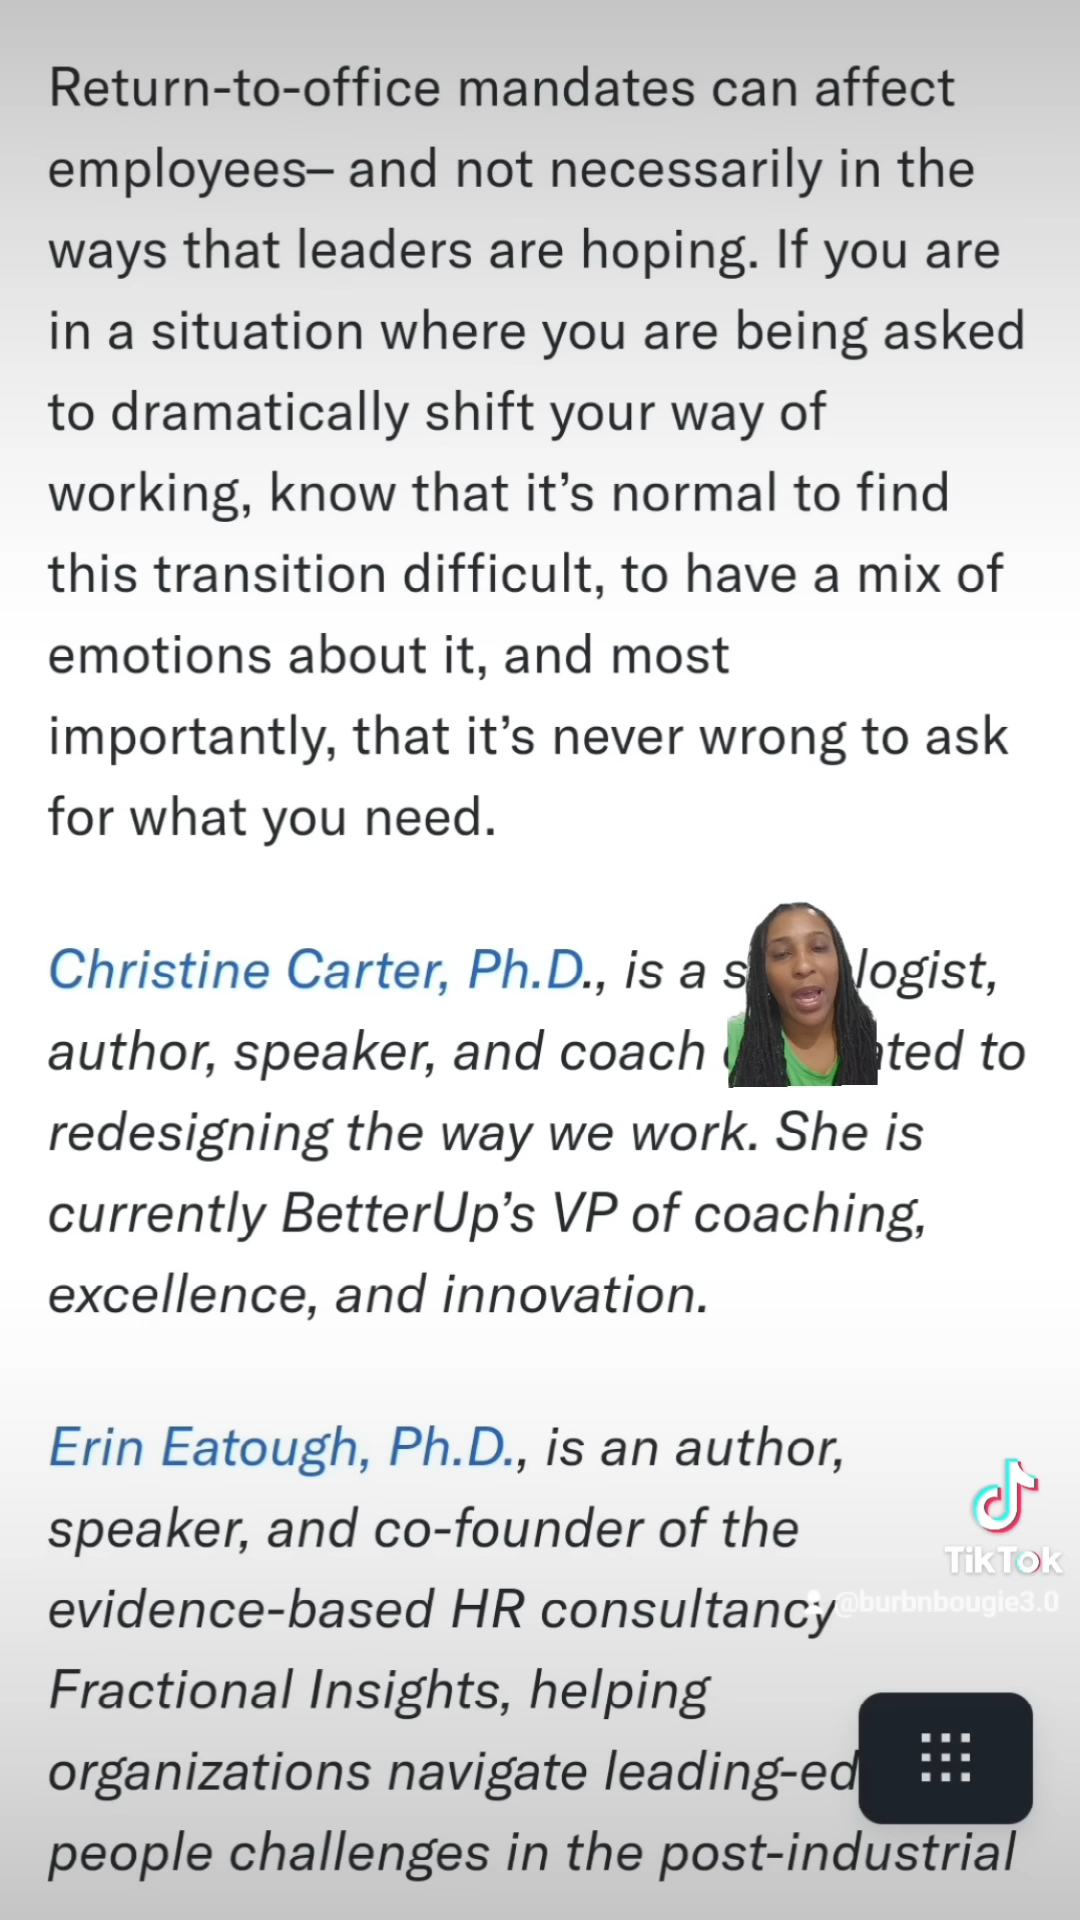 Return-to-office mandates can affect
employees– and not necessarily in the
ways that leaders are hoping. If you are
in a situation where you are being asked
to dramatically shift your way of
working, know that it’s normal to find
this transition difficult, to have a mix of
emotions about it, and most
importantly, that it’s never wrong to ask
for what you need.
Christine Carter, Ph.D., is a s logist,
author, speaker, and coach ted to
redesigning the way we work. She is
currently BetterUp’s VP of coaching,
excellence, and innovation.
Erin Eatough, Ph.D., is an author,
speaker, and co-founder of the
evidence-based HR consultancy
Fractional Insights, helping
organizations navigate leading-ed
people challenges in the post-industrial
TikTok
@burbnbougie3.0